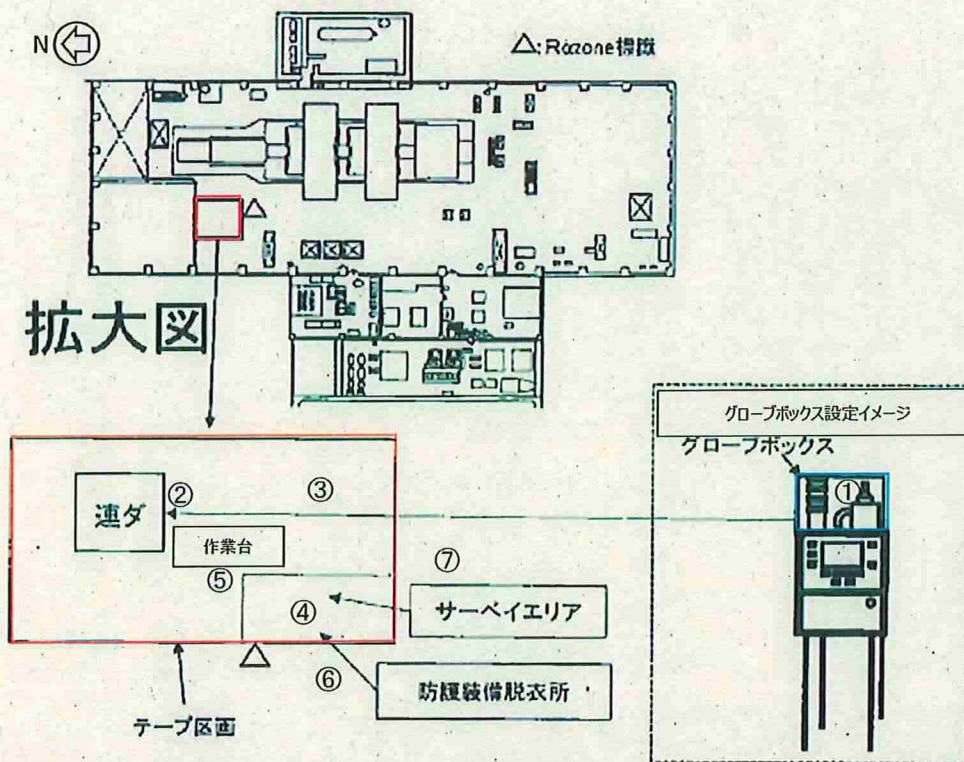 N
△: R2zone標識
拡大図
グローブボックス設定イメージ
グローブボックス
①
連ダ
②
③
作業台
⑤
④
⑦
サーベイエリア
⑥
防護装備脱衣所
テープ区画